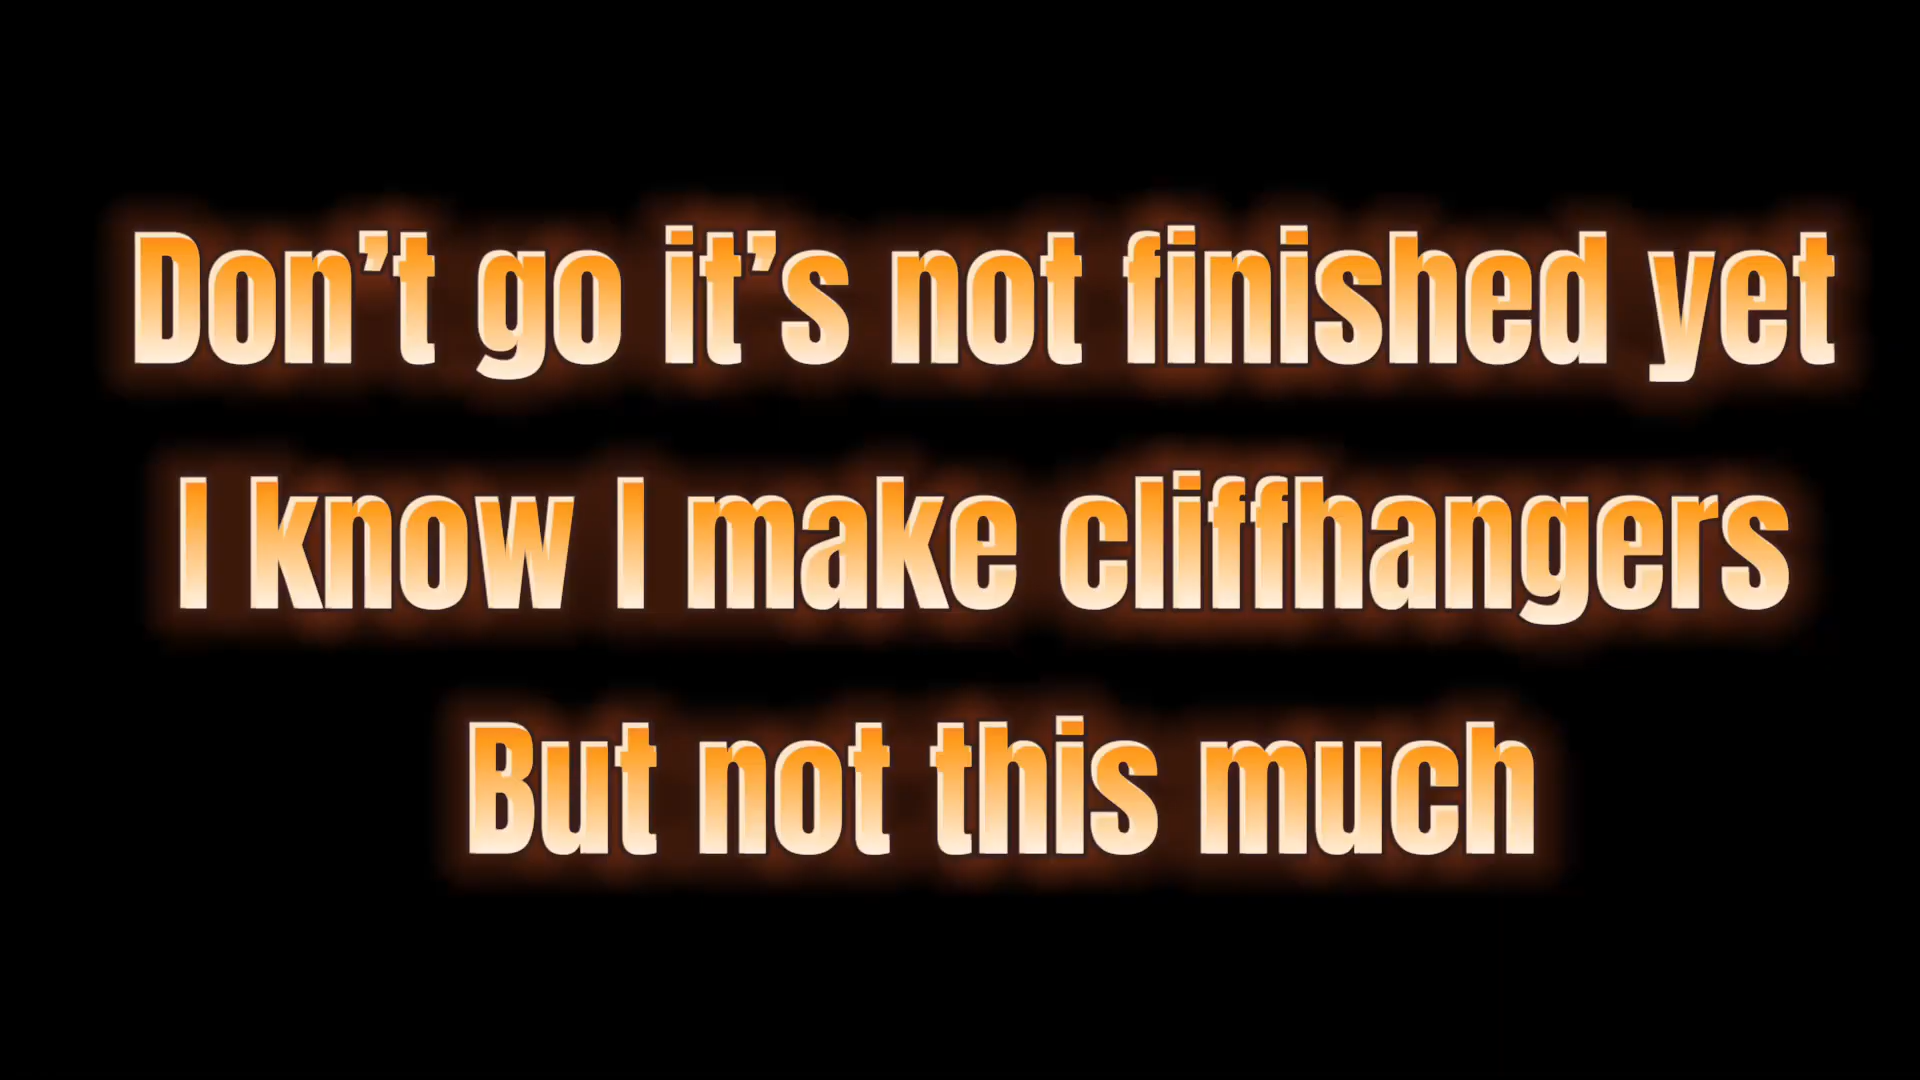 Don’t go it’s not finished yet
I know I make cliffhangers
But not this much